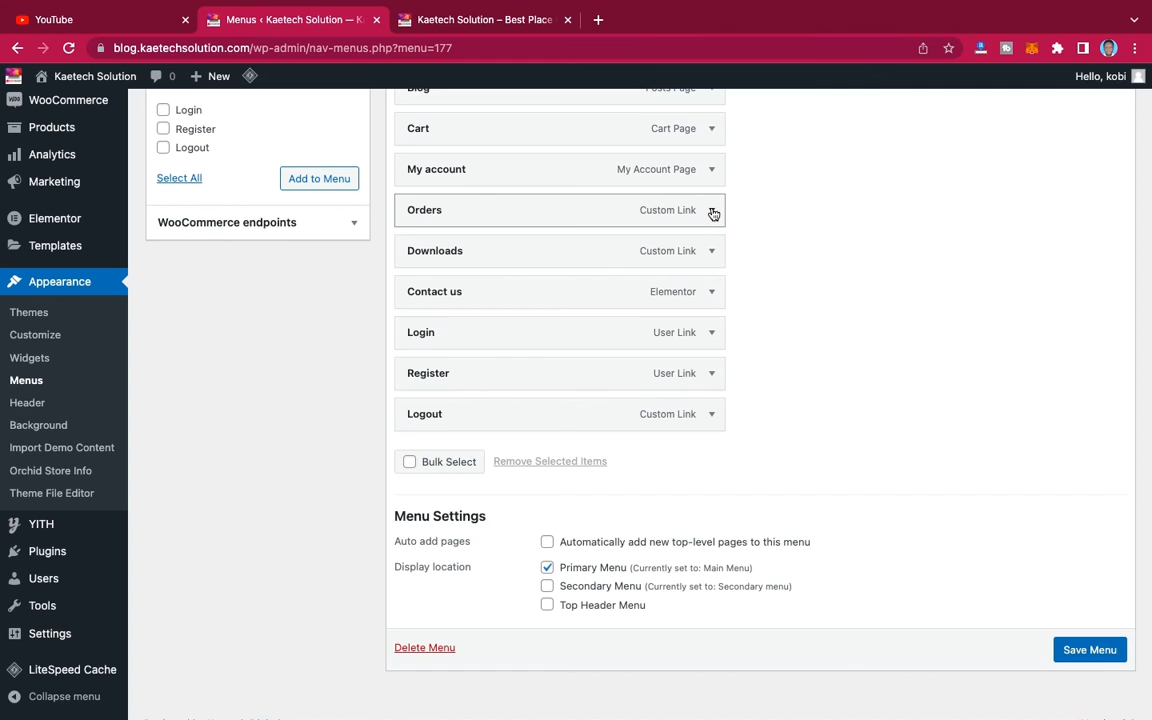 YouTube
Menus ‹ Kaetech Solution — K
Kaetech Solution – Best Place
blog.kaetechsolution.com/wp-admin/nav-menus.php?menu=177
Kaetech Solution
0
New
Hello, kobi
WooCommerce
Products
Analytics
Marketing
Elementor
Templates
Appearance
Themes
Customize
Widgets
Menus
Header
Background
Import Demo Content
Orchid Store Info
Theme File Editor
YITH
Plugins
Users
Tools
Settings
LiteSpeed Cache
Collapse menu
Login
Register
Logout
Select All
Add to Menu
WooCommerce endpoints
Blog Posts Page
Cart Cart Page
My account My Account Page
Orders Custom Link
Downloads Custom Link
Contact us Elementor
Login User Link
Register User Link
Logout Custom Link
Bulk Select Remove Selected Items
Menu Settings
Auto add pages Automatically add new top-level pages to this menu
Display location Primary Menu (Currently set to: Main Menu)
Secondary Menu (Currently set to: Secondary menu)
Top Header Menu
Delete Menu Save Menu